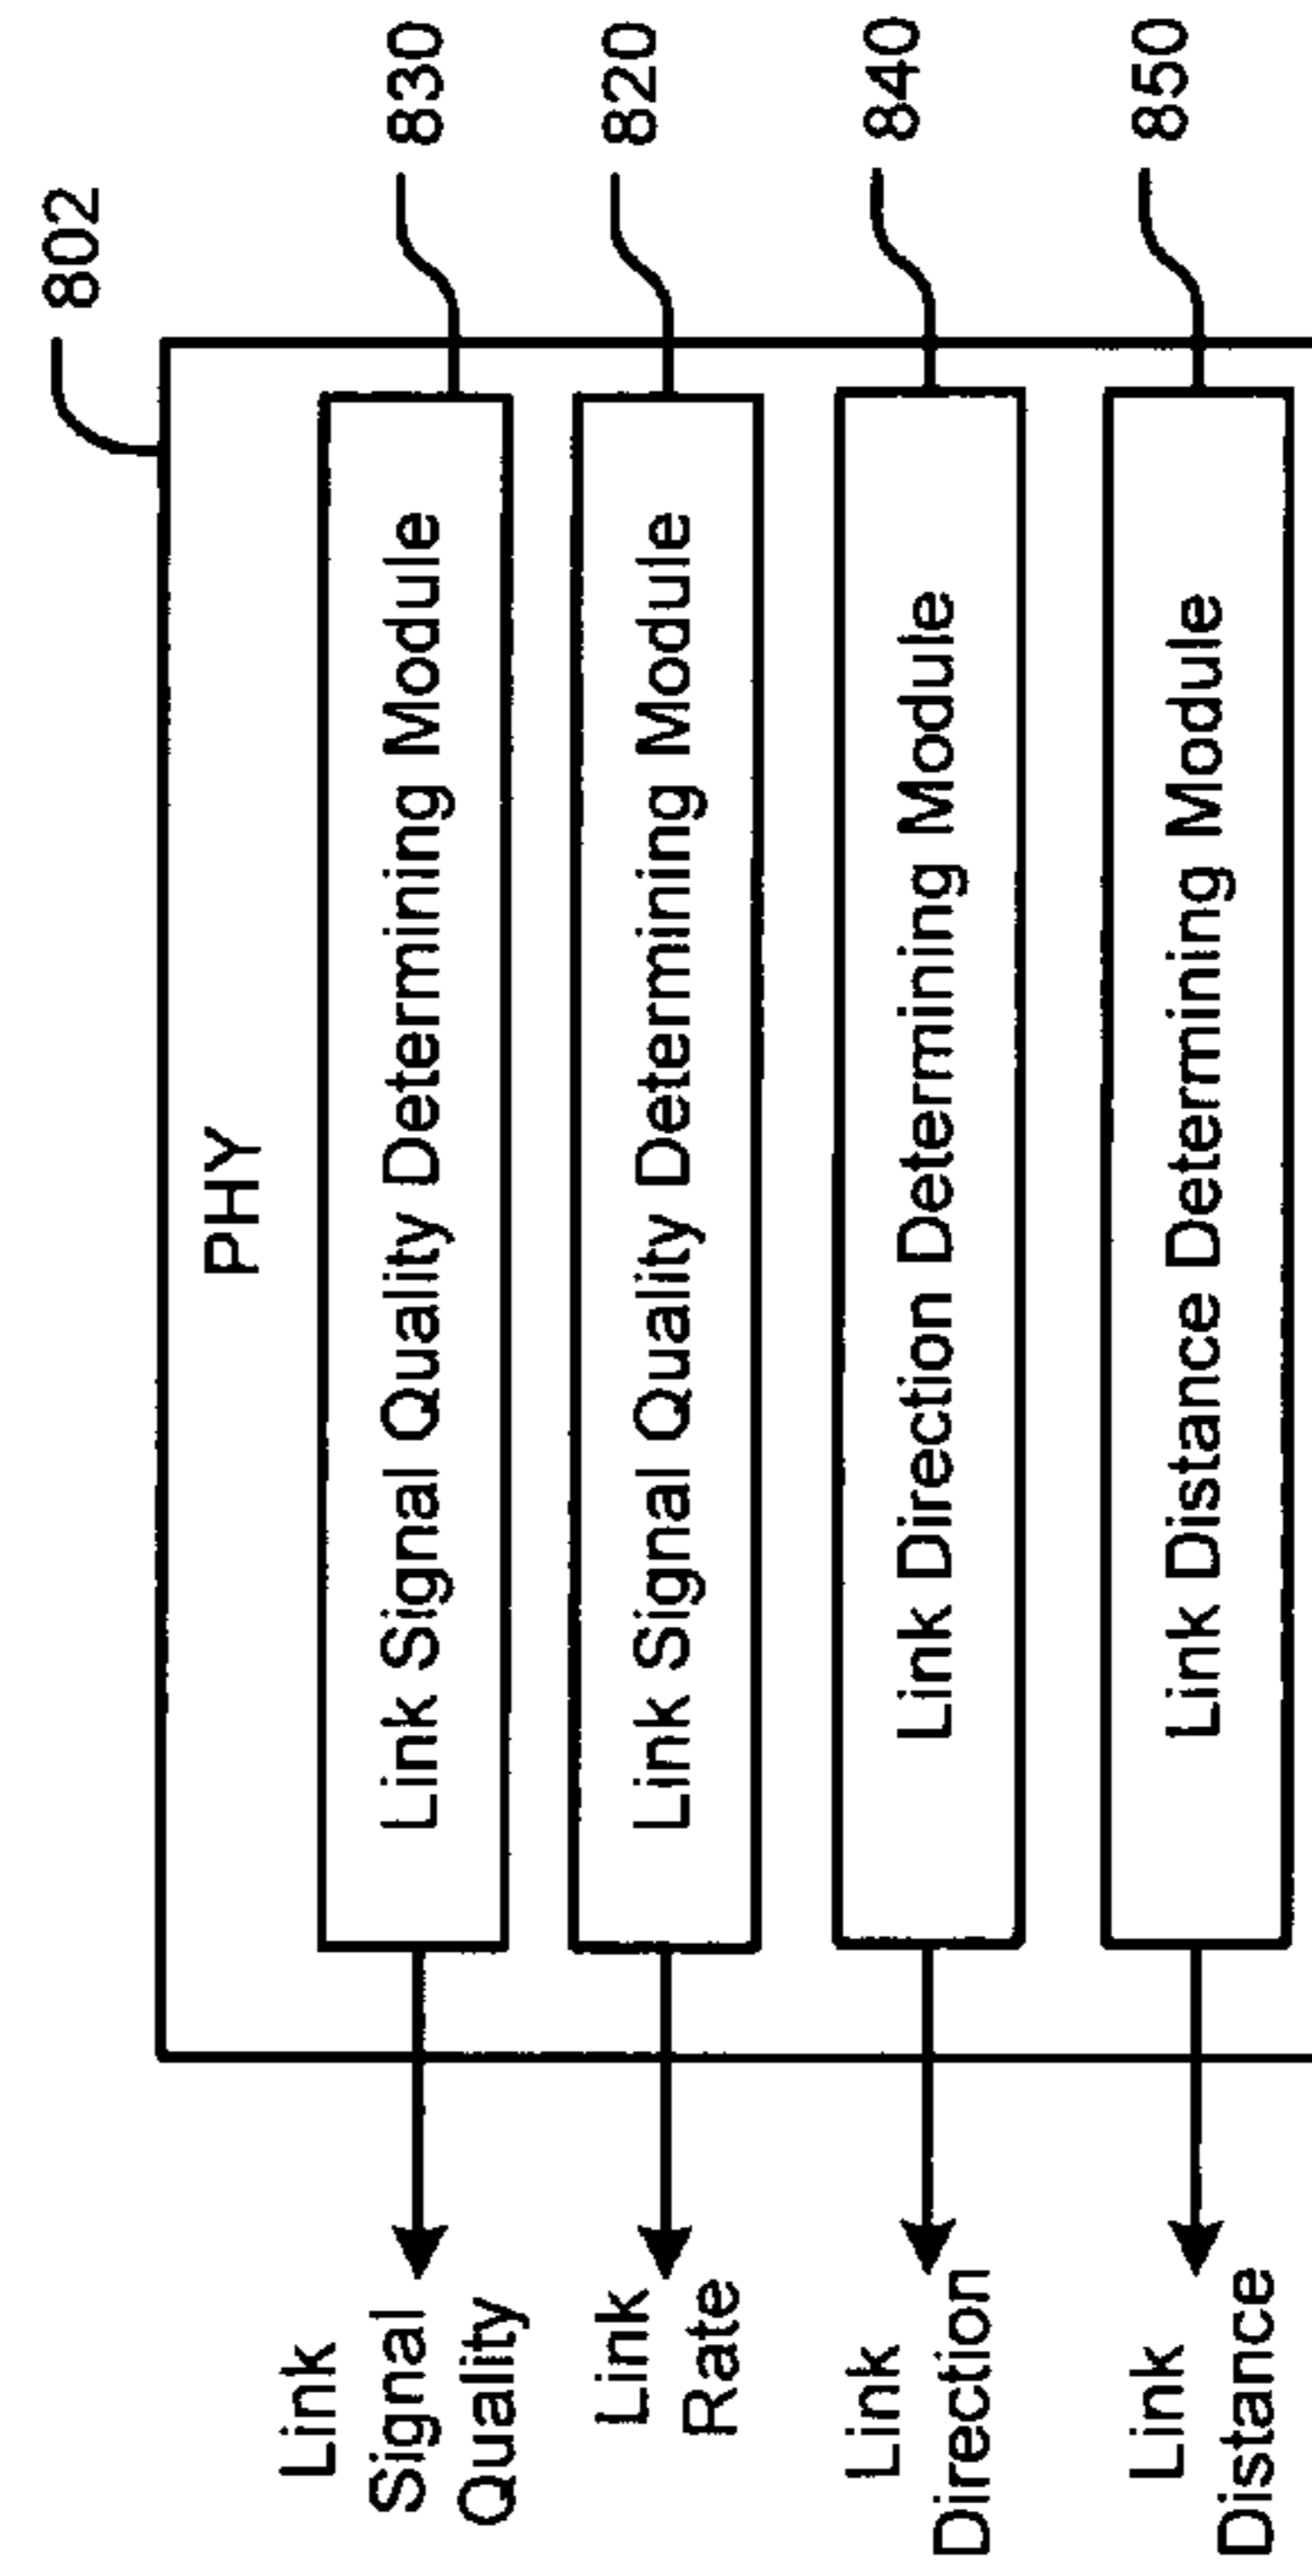 802
PHY
Link
Signal
Quality
Link Signal Quality Determining Module
830
Link
Rate
Link Signal Quality Determining Module
820
Link
Direction
Link Direction Determining Module
840
Link
Distance
Link Distance Determining Module
850